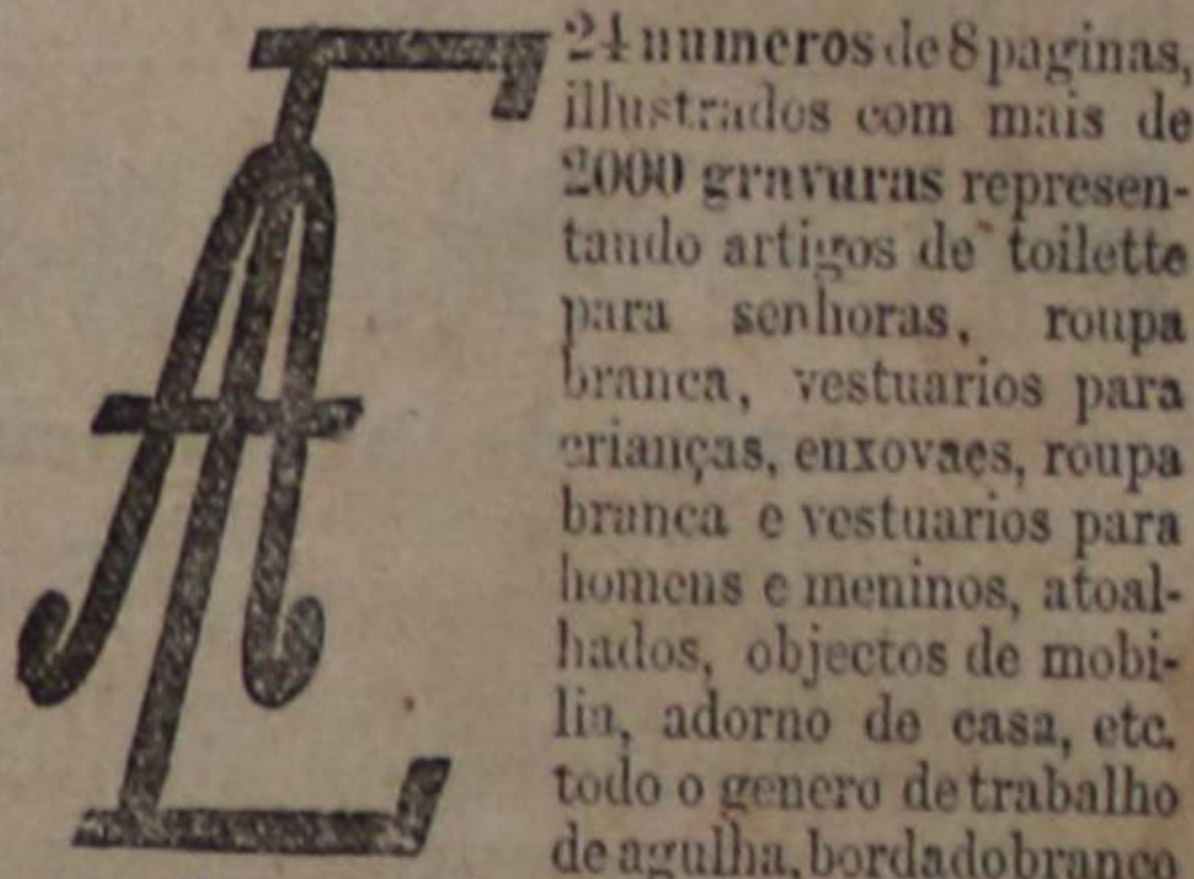 24 numeros de 8 paginas,
illustrados com mais de
2000 gravuras represen-
tando artigos de toilette
para senhoras, roupa
branca, vestuarios para
crianças, enxovaes, roupa
branca e vestuarios para
homens e meninos, atoal-
hados, objectos de mobi-
lia, adorno de casa, etc.
todo o genero de trabalho
de agulha, bordado branco